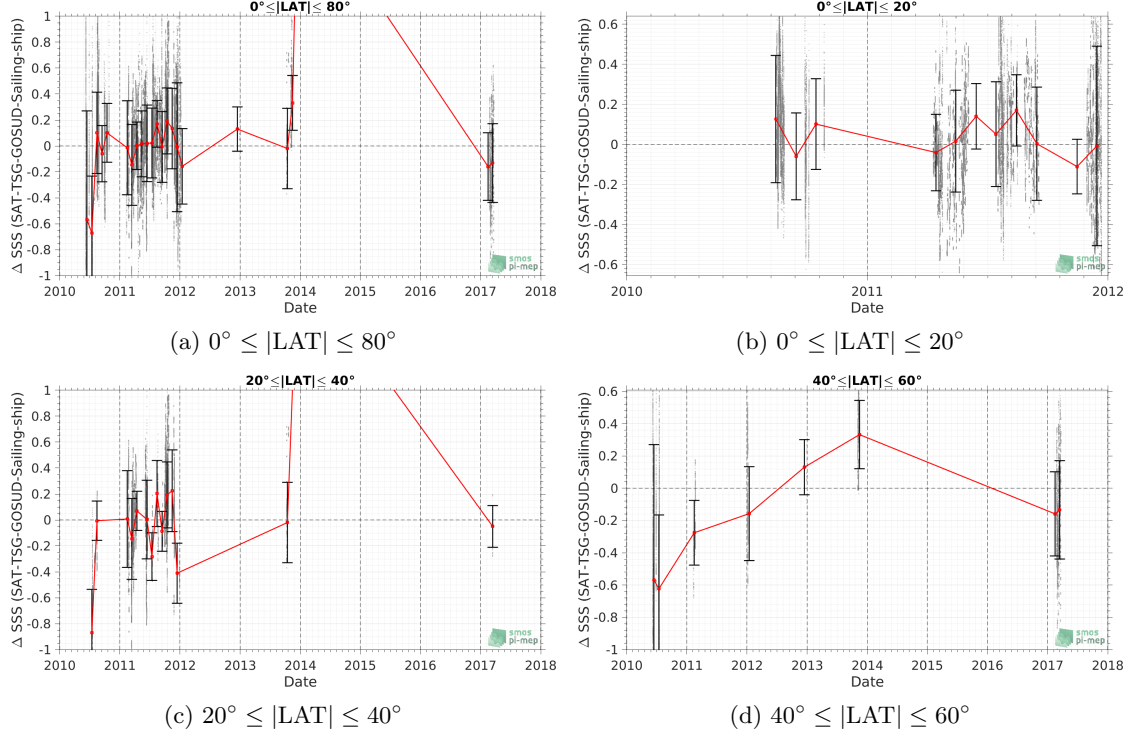 0°≤|LAT|≤ 80°
Δ SSS (SAT-TSG-GOSUD-Sailing-ship)
1
0.8
0.6
0.4
0.2
0
-0.2
-0.4
-0.6
-0.8
-1
2010 2011 2012 2013 2014 2015 2016 2017 2018
Date
smos
pi-mep
(a) 0° ≤ |LAT| ≤ 80°
0°≤|LAT|≤ 20°
Δ SSS (SAT-TSG-GOSUD-Sailing-ship)
0.6
0.4
0.2
0
-0.2
-0.4
-0.6
2010 2011 2012
Date
smos
pi-mep
(b) 0° ≤ |LAT| ≤ 20°
20°≤|LAT|≤ 40°
Δ SSS (SAT-TSG-GOSUD-Sailing-ship)
1
0.8
0.6
0.4
0.2
0
-0.2
-0.4
-0.6
-0.8
-1
2010 2011 2012 2013 2014 2015 2016 2017 2018
Date
smos
pi-mep
(c) 20° ≤ |LAT| ≤ 40°
40°≤|LAT|≤ 60°
Δ SSS (SAT-TSG-GOSUD-Sailing-ship)
0.6
0.4
0.2
0
-0.2
-0.4
-0.6
-0.8
-1
2010 2011 2012 2013 2014 2015 2016 2017 2018
Date
smos
pi-mep
(d) 40° ≤ |LAT| ≤ 60°